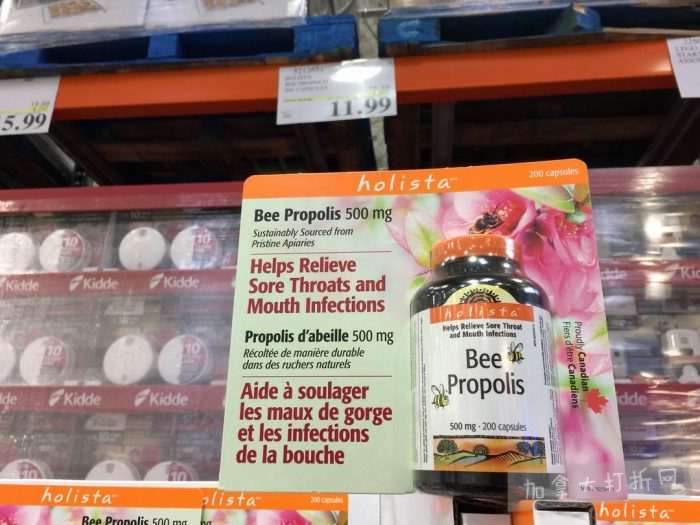 5.99
HOLISTA
BEE PROPOLIS
11.99
LEGO
holista
200 capsules
Bee Propolis 500 mg
Sustainably Sourced from
Pristine Apiaries
Helps Relieve
Sore Throats and
Mouth Infections
Propolis d'abeille 500 mg
Récoltée de manière durable
dans des ruchers naturels
Aide à soulager
les maux de gorge
et les infections
de la bouche
holista
Helps Relieve Sore Throat
and Mouth Infections
Bee
Propolis
500 mg · 200 capsules
Proudly Canadian
Fiers d'être Canadiens
Kidde
Kidde
Kidde
Kidde
Kidde
Kidde
holista
holista
200 capsules
Bee Propolis 500 mg
holista
加拿大打折网